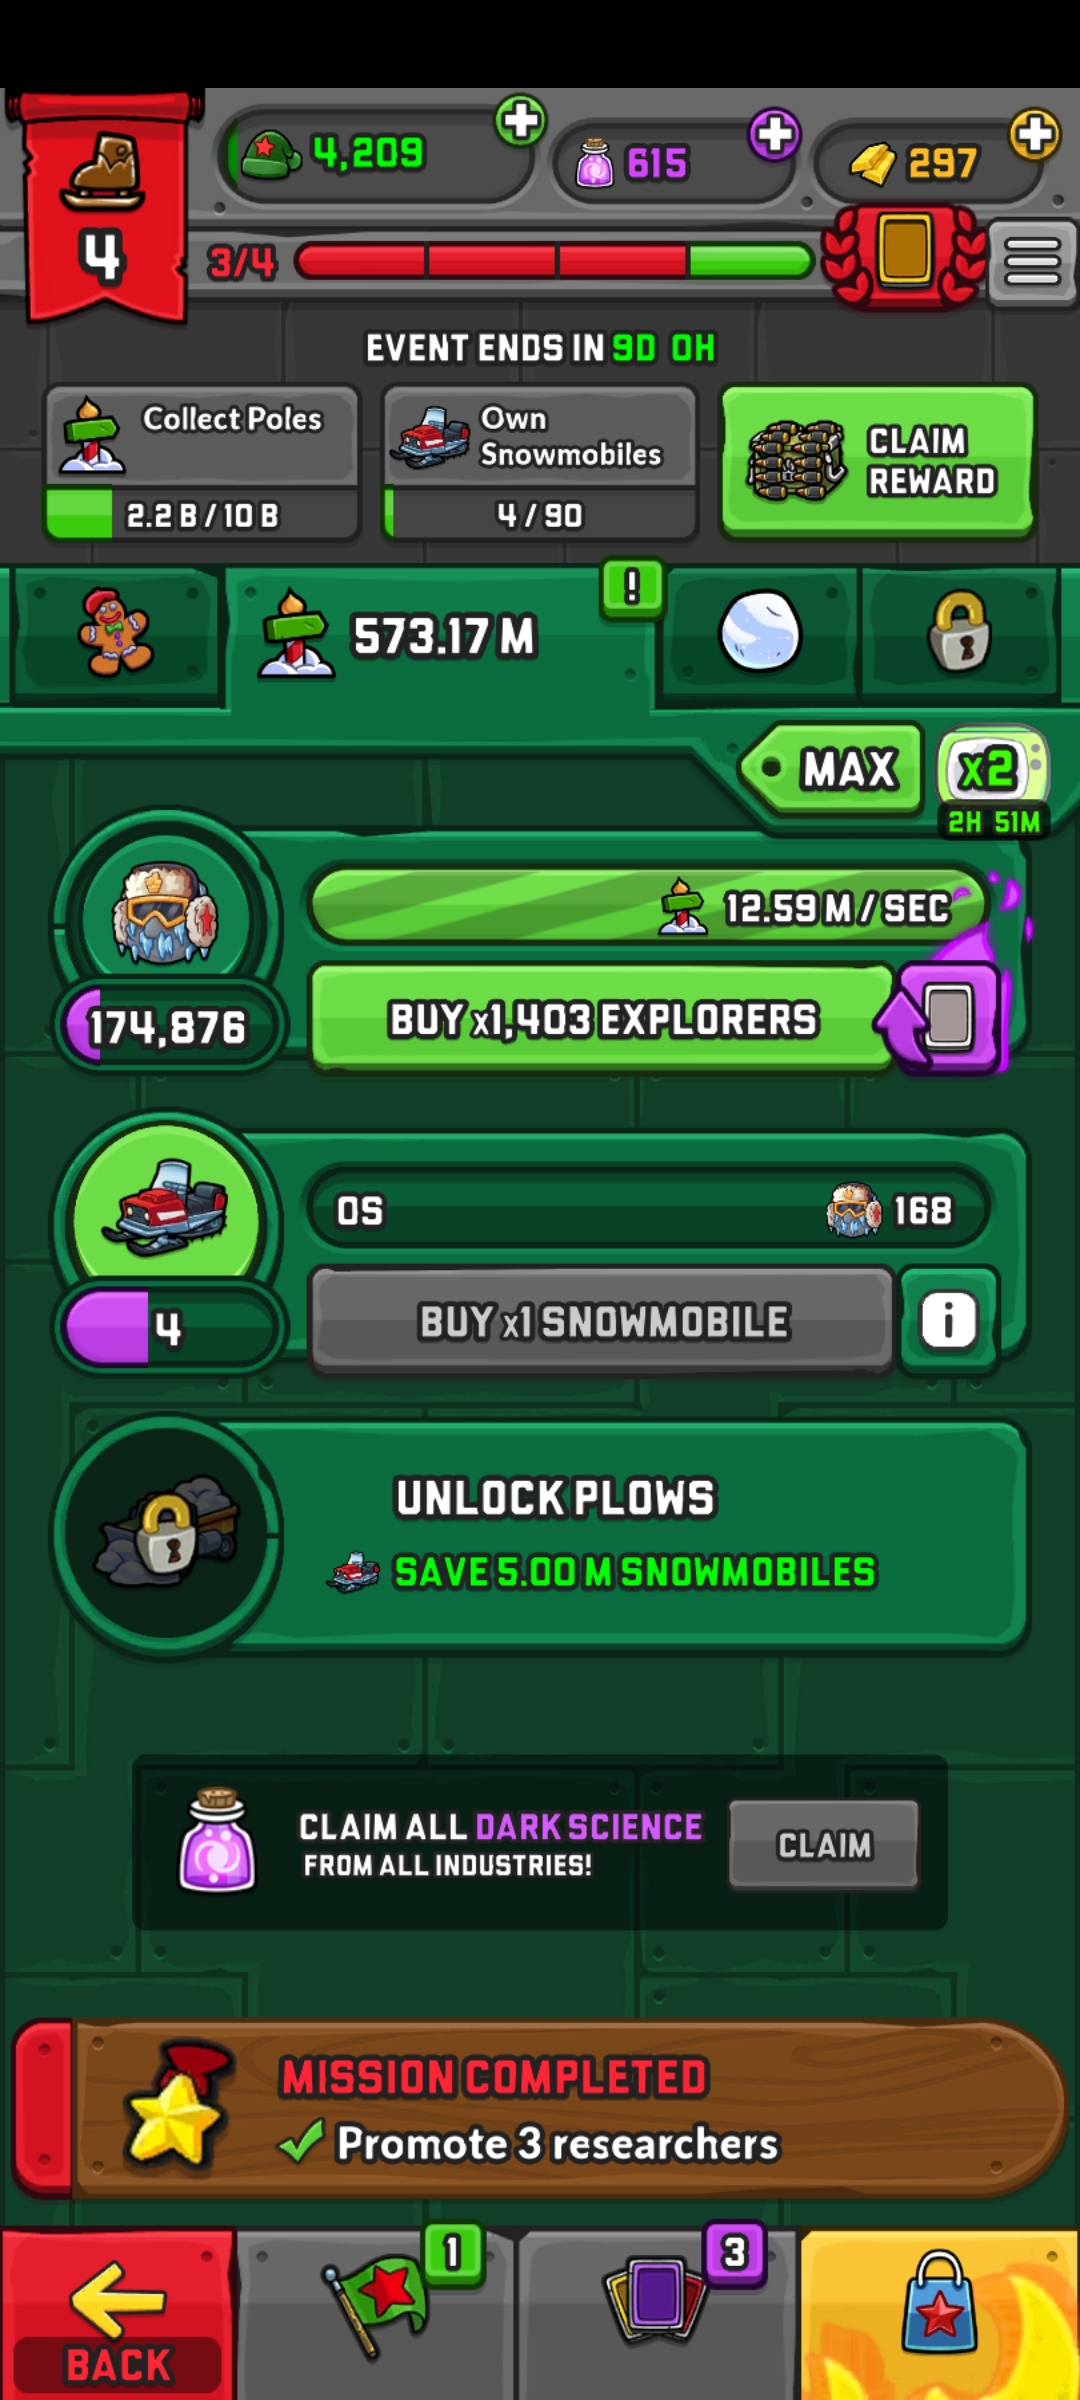 4,209
615
297
4
3/4
EVENT ENDS IN 9D 0H
Collect Poles
2.2 B / 10 B
Own
Snowmobiles
4 / 90
CLAIM
REWARD
573.17 M
!
MAX
x2
2H 51M
12.59 M / SEC
174,876
BUY x1,403 EXPLORERS
0S
168
4
BUY x1 SNOWMOBILE
i
UNLOCK PLOWS
SAVE 5.00 M SNOWMOBILES
CLAIM ALL DARK SCIENCE
FROM ALL INDUSTRIES!
CLAIM
MISSION COMPLETED
Promote 3 researchers
1
3
BACK